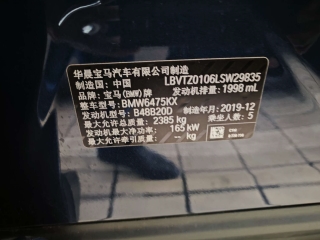 华晨宝马汽车有限公司制造
制造国：中国 LBVTZ0106LSW29835
品牌：宝马(BMW)牌 发动机排量：1998 mL
整车型号：BMW6475KX
发动机型号：B48B20D 制造年月：2019-12
最大允许总质量：2385 kg 乘坐人数：5
发动机最大净功率：165 kW
最大允许牵引质量：-- kg